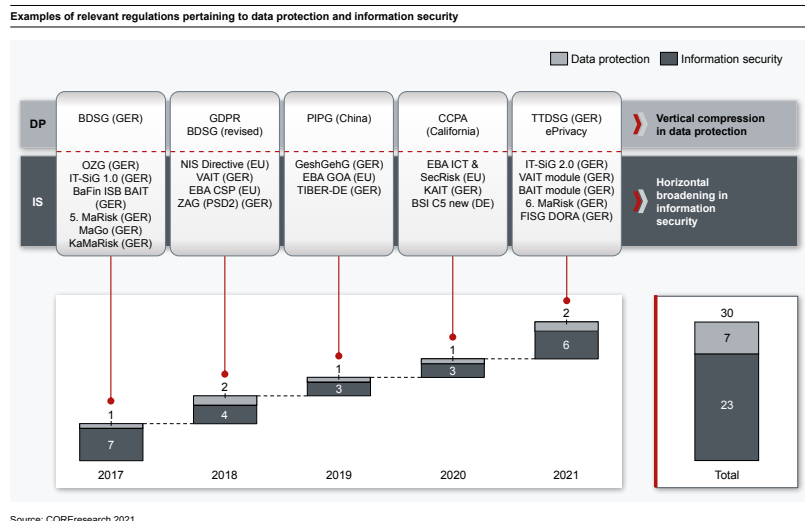 Examples of relevant regulations pertaining to data protection and information security
Data protection
Information security
DP
BDSG (GER)
GDPR
BDSG (revised)
PIPG (China)
CCPA
(California)
TTDSG (GER)
ePrivacy
Vertical compression
in data protection
IS
OZG (GER)
IT-SiG 1.0 (GER)
BaFin ISB BAIT
(GER)
5. MaRisk (GER)
MaGo (GER)
KaMaRisk (GER)
NIS Directive (EU)
VAIT (GER)
EBA CSP (EU)
ZAG (PSD2) (GER)
GeshGehG (GER)
EBA GOA (EU)
TIBER-DE (GER)
EBA ICT &
SecRisk (EU)
KAIT (GER)
BSI C5 new (DE)
IT-SiG 2.0 (GER)
VAIT module (GER)
BAIT module (GER)
6. MaRisk (GER)
FISG DORA (GER)
Horizontal
broadening in
information
security
1
7
2017
2
4
2018
1
3
2019
1
3
2020
2
6
2021
30
7
23
Total
Source: COREresearch 2021